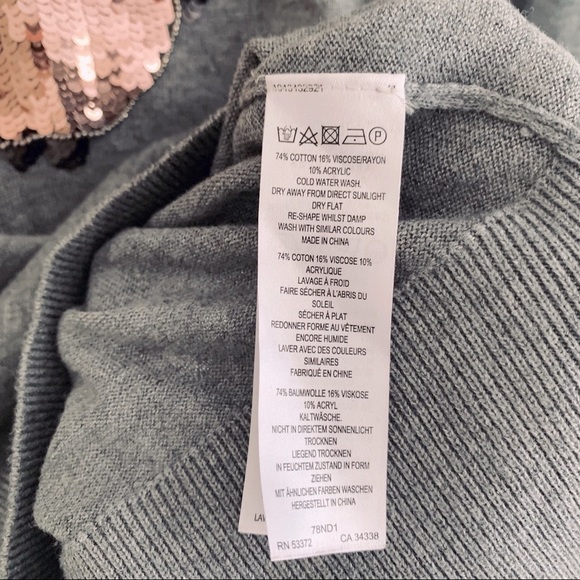 74% COTTON 16% VISCOSE/RAYON
10% ACRYLIC
COLD WATER WASH.
DRY AWAY FROM DIRECT SUNLIGHT
DRY FLAT
RE-SHAPE WHILST DAMP
WASH WITH SIMILAR COLOURS
MADE IN CHINA
74% COTON 16% VISCOSE 10%
ACRYLIQUE
LAVAGE À FROID
FAIRE SÉCHER À L'ABRIS DU
SOLEIL
SÉCHER À PLAT
REDONNER FORME AU VÊTEMENT
ENCORE HUMIDE
LAVER AVEC DES COULEURS
SIMILAIRES
FABRIQUÉ EN CHINE
74% BAUMWOLLE 16% VISKOSE
10% ACRYL
KALTWÄSCHE.
NICHT IN DIREKTEM SONNENLICHT
TROCKNEN
LIEGEND TROCKNEN
IN FEUCHTEM ZUSTAND IN FORM
ZIEHEN
MIT ÄHNLICHEN FARBEN WASCHEN
HERGESTELLT IN CHINA
78ND1
RN 53372 CA 34338